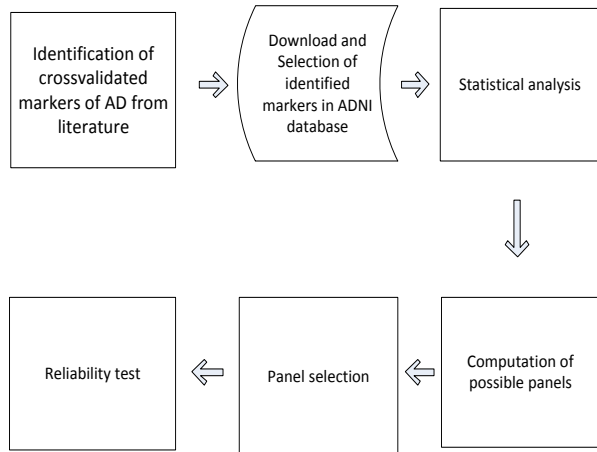 Identification of
crossvalidated
markers of AD from
literature
Download and
Selection of
identified
markers in ADNI
database
Statistical analysis
Computation of
possible panels
Panel selection
Reliability test